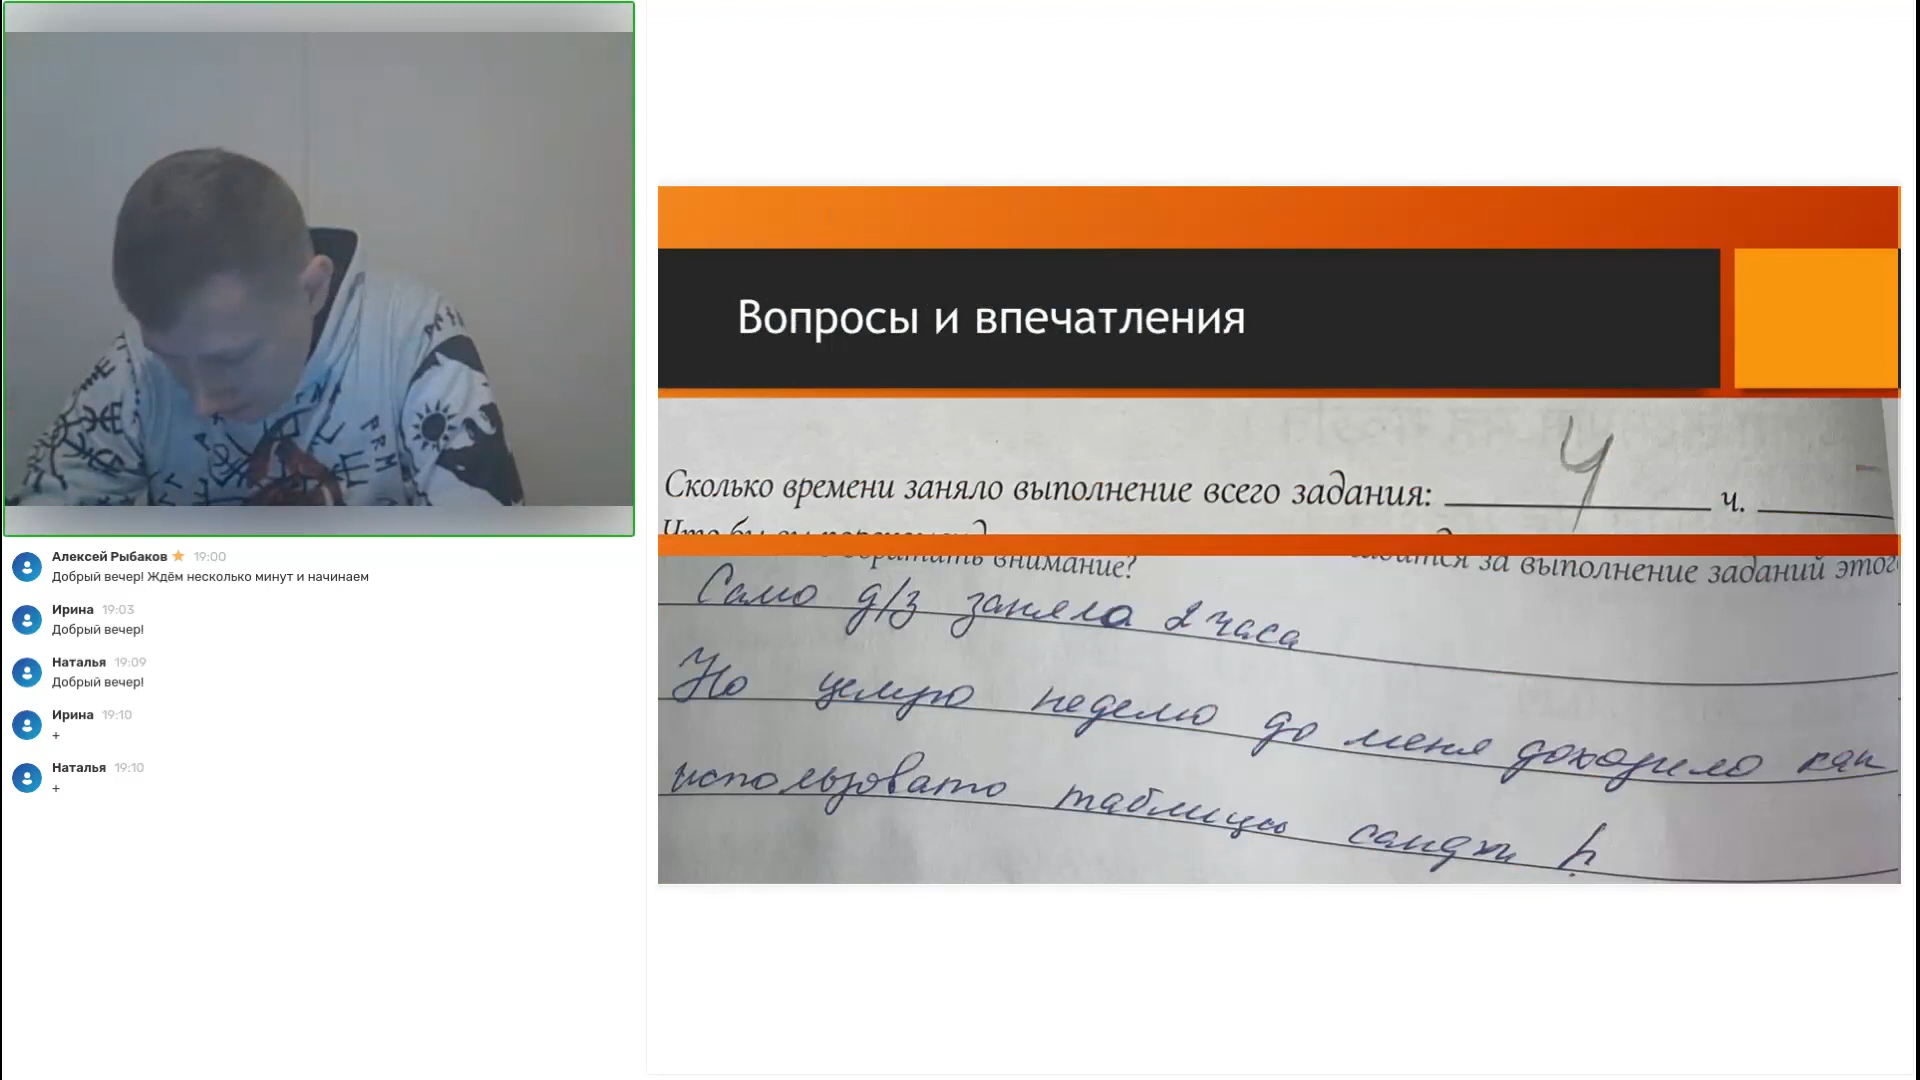 Алексей Рыбаков 19:00
Добрый вечер! Ждём несколько минут и начинаем
Ирина 19:03
Добрый вечер!
Наталья 19:09
Добрый вечер!
Ирина 19:10
+
Наталья 19:10
+
Вопросы и впечатления
Сколько времени заняло выполнение всего задания: 4 ч.
внимание?
за выполнение заданий
Само д/з заняло 2 часа
Но целую неделю до меня доходило как
использовать таблицы сандхи !
PRM